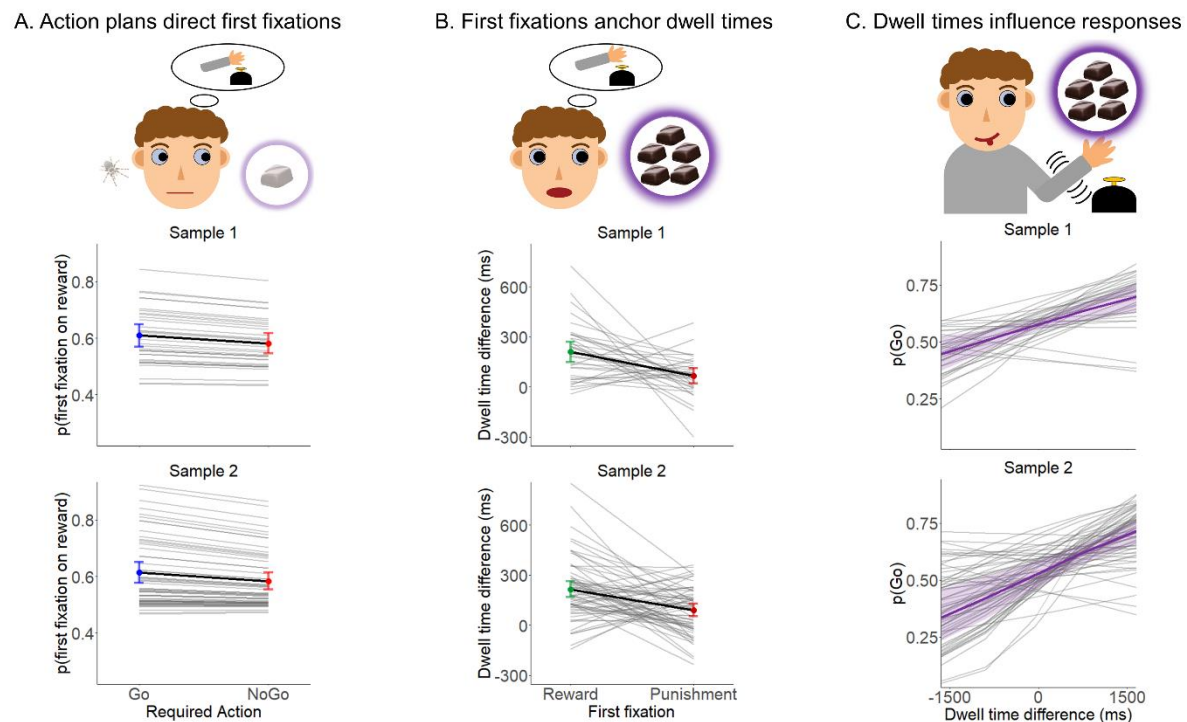 A. Action plans direct first fixations
B. First fixations anchor dwell times
C. Dwell times influence responses
Sample 1
p(first fixation on reward)
0.8
0.6
0.4
Sample 2
p(first fixation on reward)
0.8
0.6
0.4
Go
NoGo
Required Action
Sample 1
Dwell time difference (ms)
600
300
0
-300
Sample 2
Dwell time difference (ms)
600
300
0
-300
Reward
Punishment
First fixation
Sample 1
p(Go)
0.75
0.50
0.25
Sample 2
p(Go)
0.75
0.50
0.25
-1500
0
1500
Dwell time difference (ms)